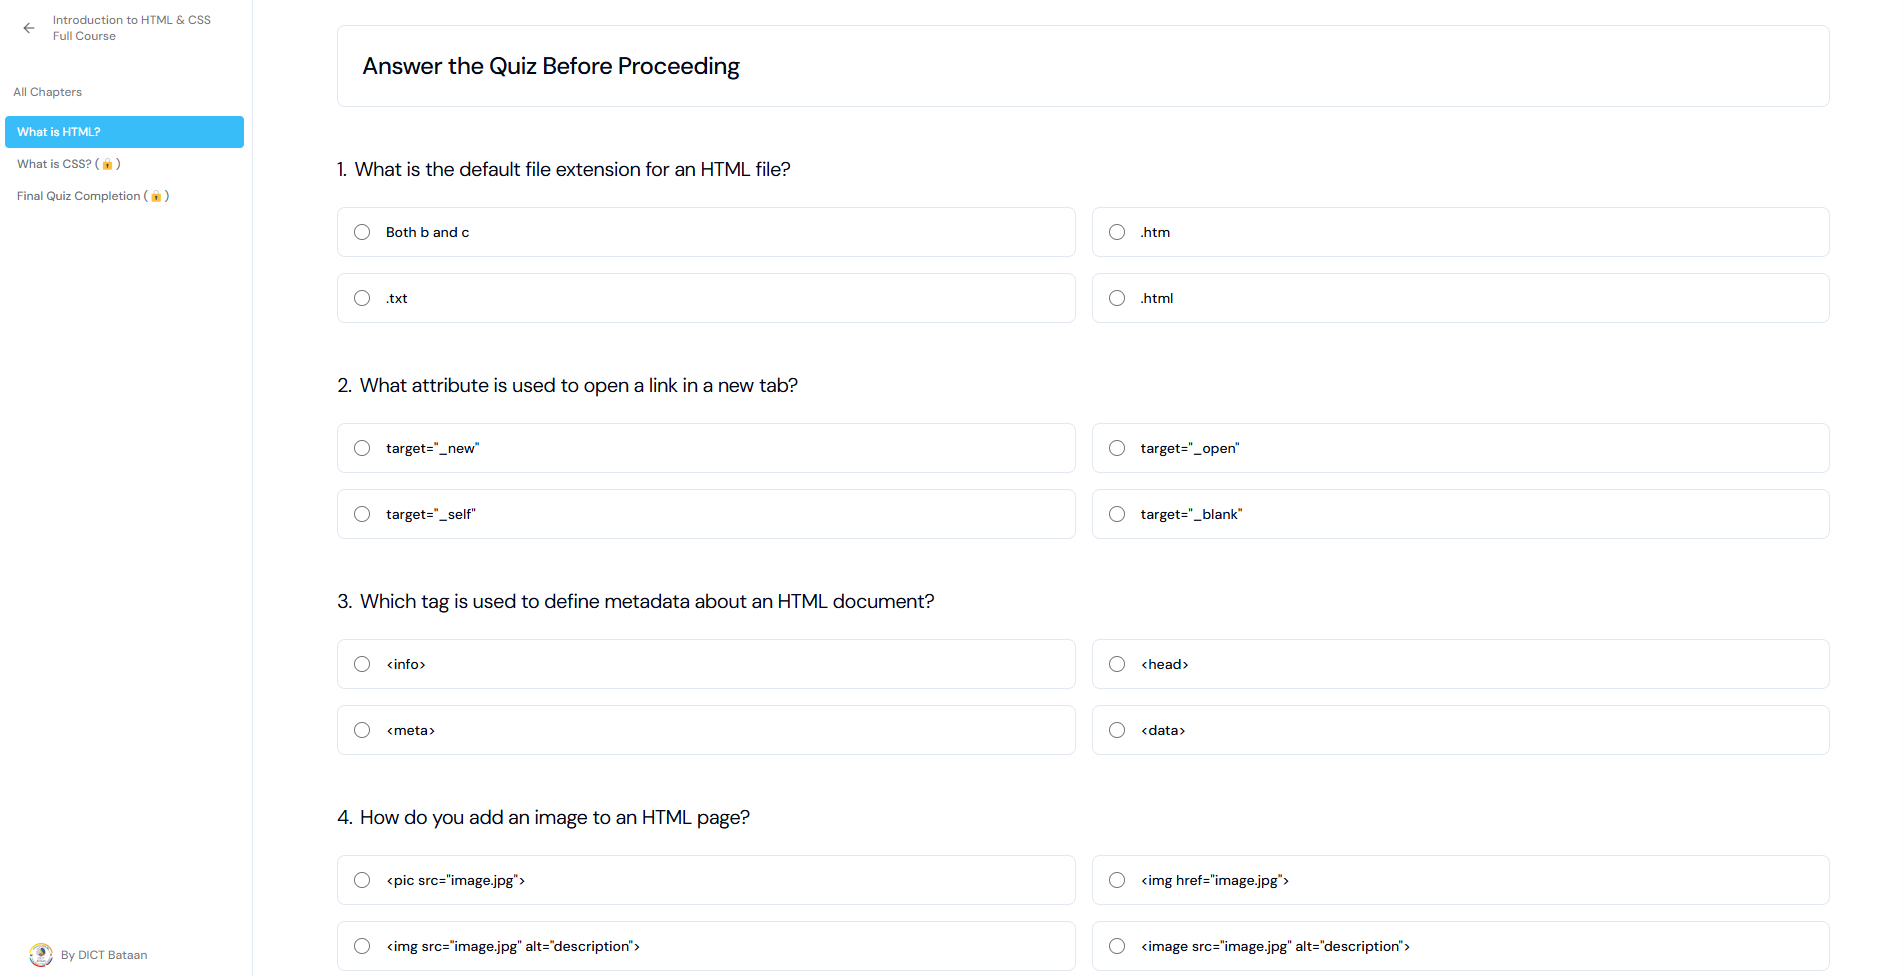 Introduction to HTML & CSS
Full Course
All Chapters
What is HTML?
What is CSS? (🔒)
Final Quiz Completion (🔒)
By DICT Bataan
Answer the Quiz Before Proceeding
1. What is the default file extension for an HTML file?
Both b and c
.htm
.txt
.html
2. What attribute is used to open a link in a new tab?
target="_new"
target="_open"
target="_self"
target="_blank"
3. Which tag is used to define metadata about an HTML document?
<info>
<head>
<meta>
<data>
4. How do you add an image to an HTML page?
<pic src="image.jpg">
<img href="image.jpg">
<img src="image.jpg" alt="description">
<image src="image.jpg" alt="description">